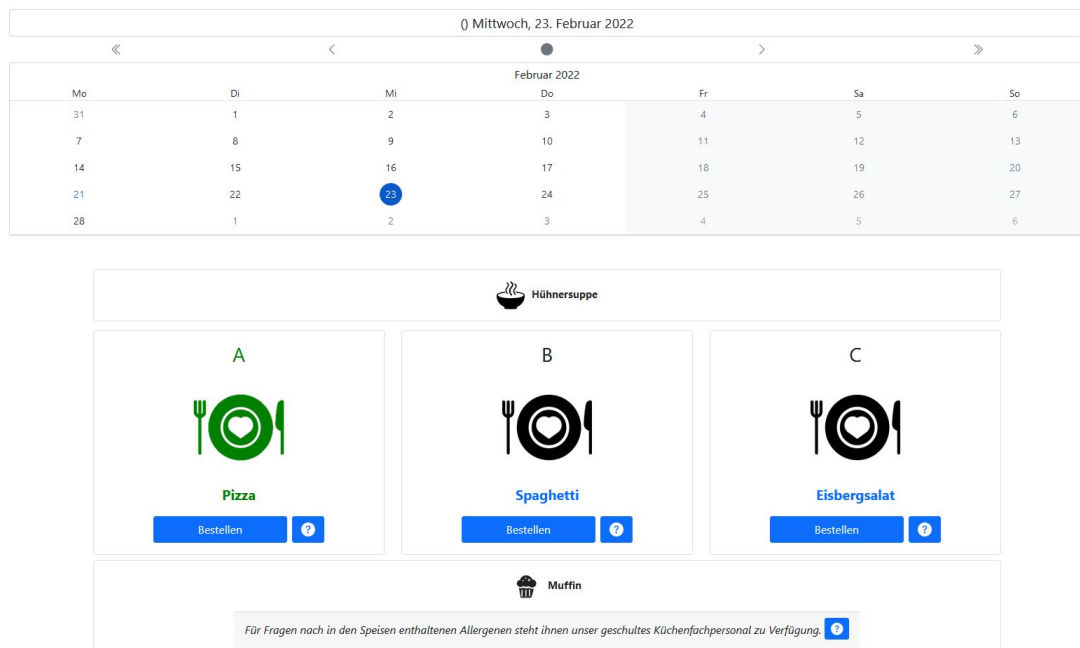 () Mittwoch, 23. Februar 2022
Februar 2022
Mo Di Mi Do Fr Sa So
31 1 2 3 4 5 6
7 8 9 10 11 12 13
14 15 16 17 18 19 20
21 22 23 24 25 26 27
28 1 2 3 4 5 6
Hühnersuppe
A B C
Pizza Spaghetti Eisbergsalat
Bestellen ? Bestellen ? Bestellen ?
Muffin
Für Fragen nach in den Speisen enthaltenen Allergenen steht ihnen unser geschultes Küchenfachpersonal zu Verfügung. ?